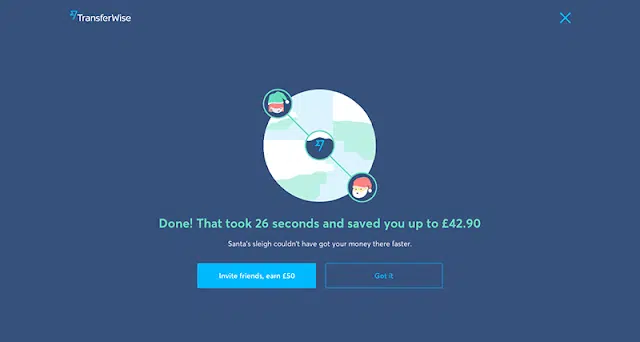 TransferWise
Done! That took 26 seconds and saved you up to £42.90
Santa's sleigh couldn't have got your money there faster.
Invite friends, earn £50
Got it